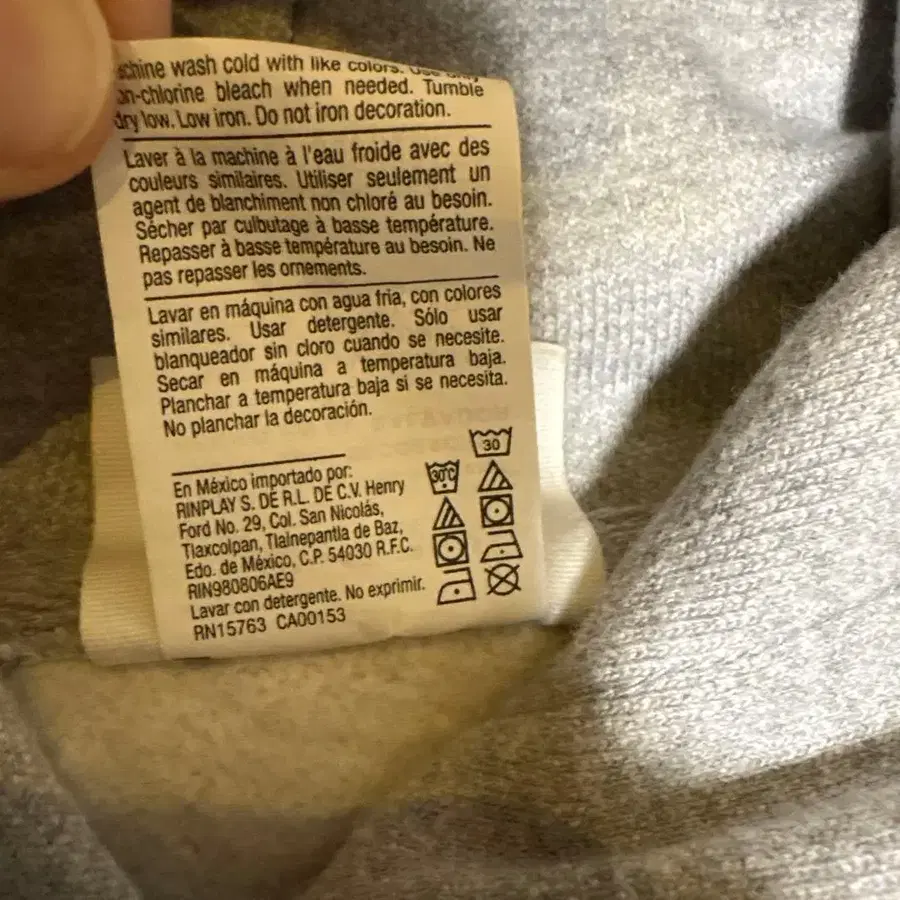 wash cold with like colors.
bleach when needed. Tumble
dry low. Low iron. Do not iron decoration.
Laver à la machine à l'eau froide avec des
couleurs similaires. Utiliser seulement un
agent de blanchiment non chloré au besoin.
Sécher par culbutage à basse température.
Repasser à basse température au besoin. Ne
pas repasser les ornements.
Lavar en máquina con agua fria, con colores
similares. Usar detergente. Sólo usar
blanqueador sin cloro cuando se necesite.
Secar en máquina a temperatura baja.
Planchar a temperatura baja si se necesita.
No planchar la decoración.
En México importado por:
RINPLAY S. DE R.L. DE C.V. Henry
Ford No. 29, Col. San Nicolás,
Tlaxcolpan, Tlalnepantla de Baz,
Edo. de México, C.P. 54030 R.F.C.
RIN980806AE9
Lavar con detergente. No exprimir.
RN15763 CA00153
30°C
30